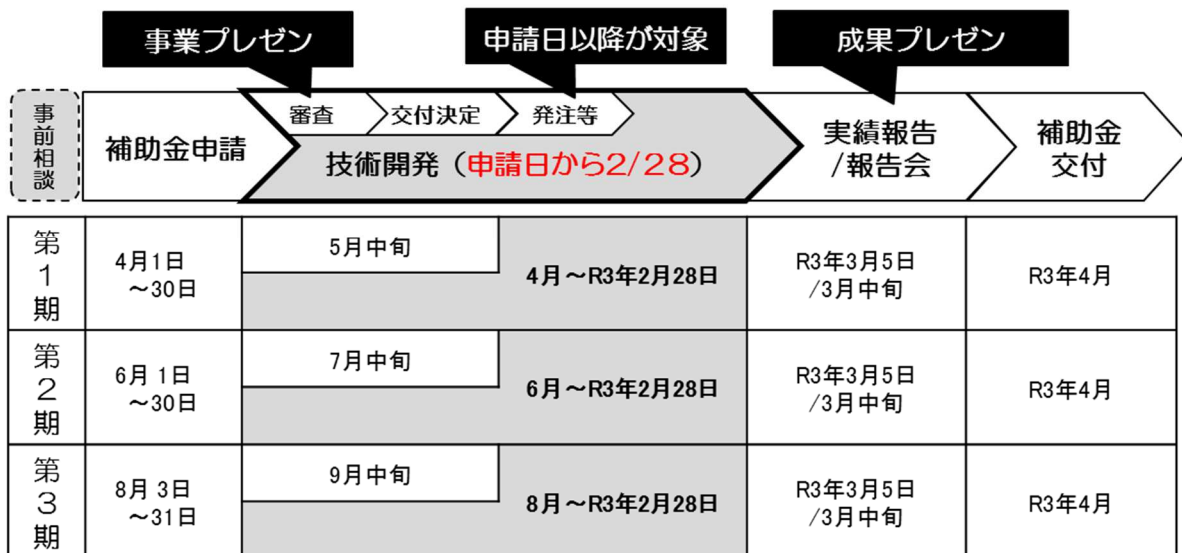 事業プレゼン
申請日以降が対象
成果プレゼン
事前相談
補助金申請
審査
交付決定
発注等
技術開発（申請日から2/28）
実績報告
/報告会
補助金
交付
第1期
4月1日
～30日
5月中旬
4月～R3年2月28日
R3年3月5日
/3月中旬
R3年4月
第2期
6月 1日
～30日
7月中旬
6月～R3年2月28日
R3年3月5日
/3月中旬
R3年4月
第3期
8月 3日
～31日
9月中旬
8月～R3年2月28日
R3年3月5日
/3月中旬
R3年4月